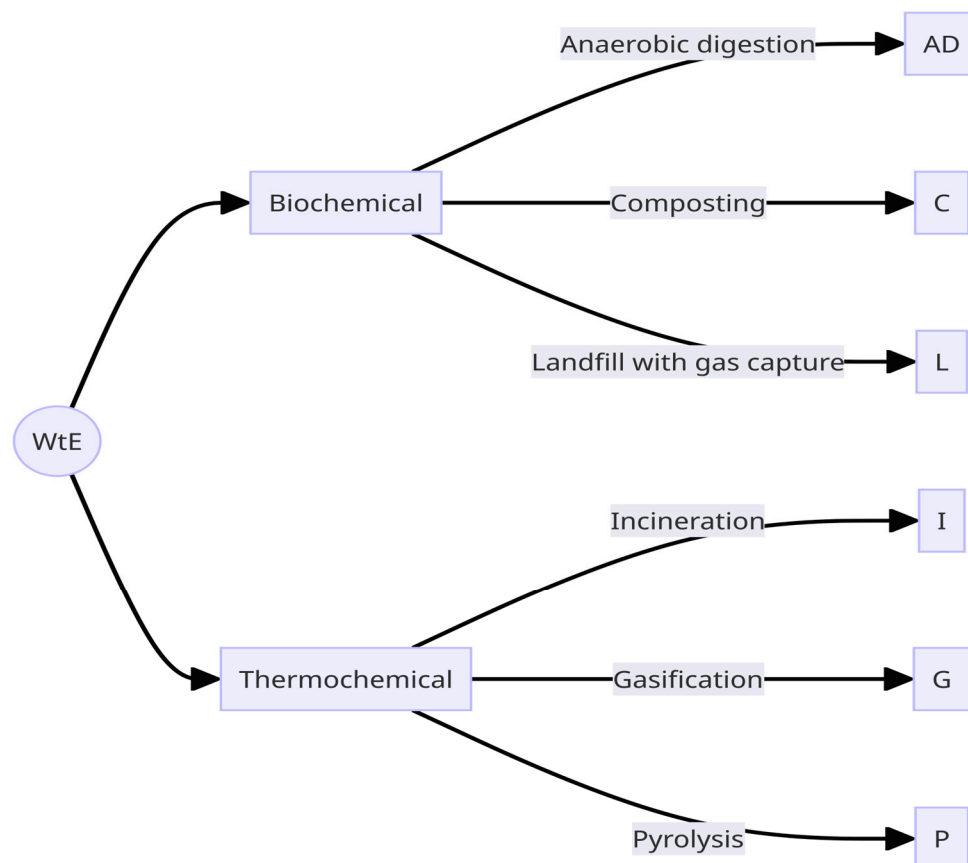 Anaerobic digestion
AD
Biochemical
Composting
C
Landfill with gas capture
L
WtE
Incineration
I
Thermochemical
Gasification
G
Pyrolysis
P